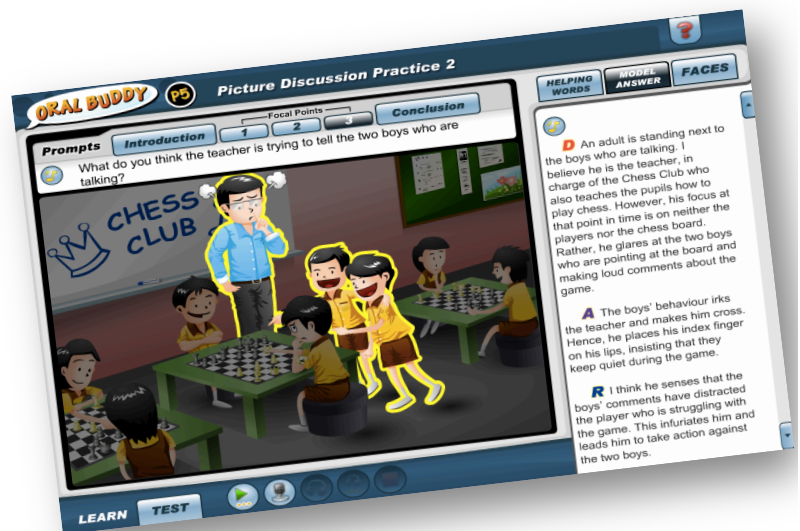 ORAL BUDDY P5 Picture Discussion Practice 2
?
Prompts
Introduction
Focal Points
1 2 3
Conclusion
What do you think the teacher is trying to tell the two boys who are
talking?
CHESS
CLUB
HELPING
WORDS
MODEL
ANSWER
FACES
D An adult is standing next to
the boys who are talking. I
believe he is the teacher, in
charge of the Chess Club who
also teaches the pupils how to
play chess. However, his focus at
that point in time is on neither the
players nor the chess board.
Rather, he glares at the two boys
who are pointing at the board and
making loud comments about the
game.
A The boys' behaviour irks
the teacher and makes him cross.
Hence, he places his index finger
on his lips, insisting that they
keep quiet during the game.
R I think he senses that the
boys' comments have distracted
the player who is struggling with
the game. This infuriates him and
leads him to take action against
the two boys.
LEARN TEST